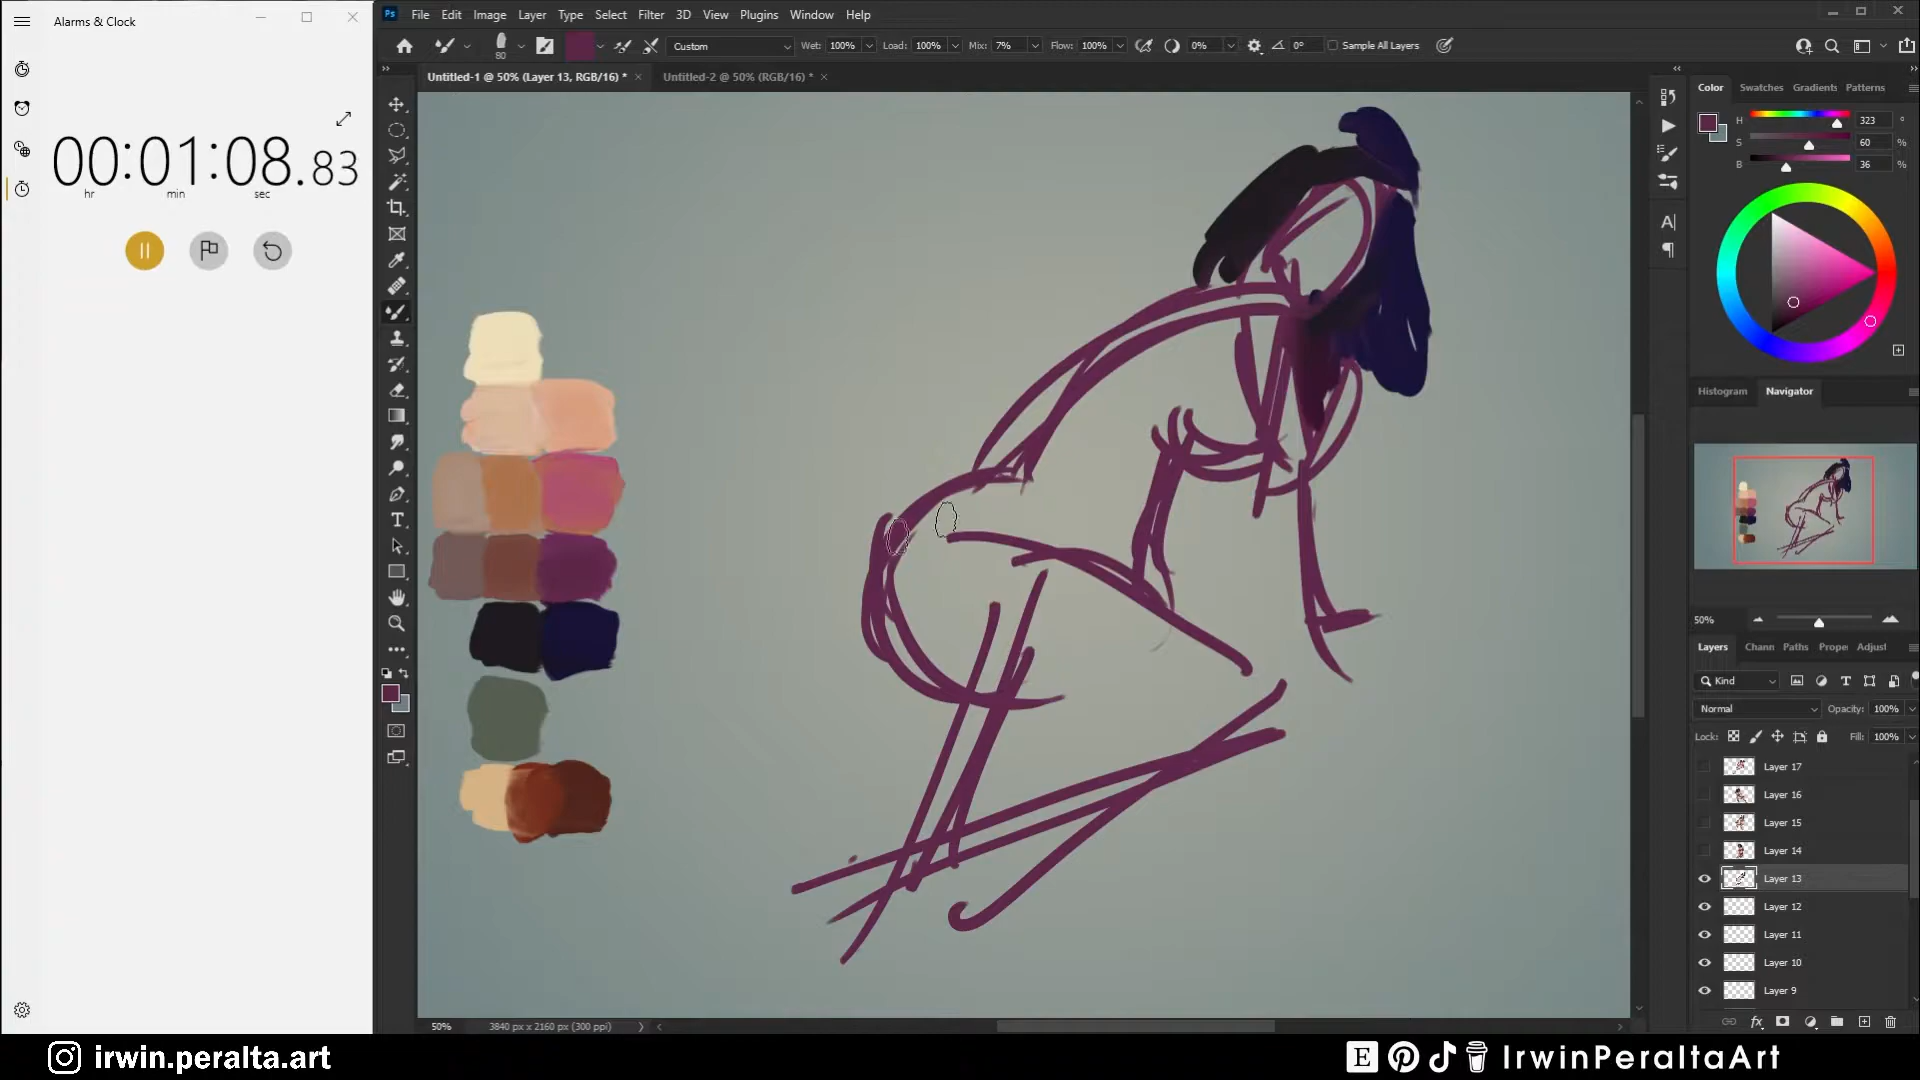 Alarms & Clock
00:01:08.83
hr min sec
Ps File Edit Image Layer Type Select Filter 3D View Plugins Window Help
80 Custom Wet: 100% Load: 100% Mix: 7% Flow: 100% 0% 0° Sample All Layers
Untitled-1 @ 50% (Layer 13, RGB/16) * Untitled-2 @ 50% (RGB/16) *
Color Swatches Gradients Patterns
H 323 °
S 60 %
B 36 %
Histogram Navigator
50%
Layers Chann Paths Prope Adjust
Kind
Normal Opacity: 100%
Lock: Fill: 100%
Layer 17
Layer 16
Layer 15
Layer 14
Layer 13
Layer 12
Layer 11
Layer 10
Layer 9
fx
50% 3840 px x 2160 px (300 ppi)
irwin.peralta.art
E IrwinPeraltaArt